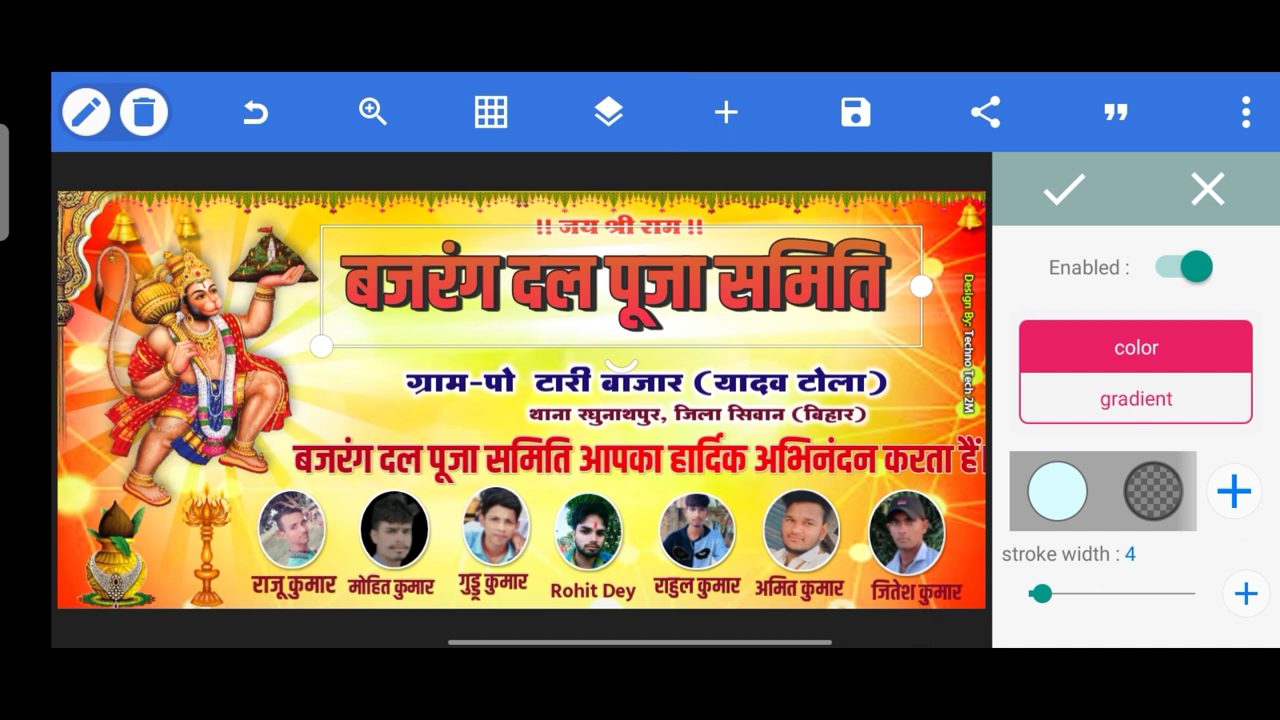 !! जय श्री राम !!
बजरंग दल पूजा समिति
ग्राम-पो टारी बाजार (यादव टोला)
थाना रघुनाथपुर, जिला सिवान (बिहार)
बजरंग दल पूजा समिति आपका हार्दिक अभिनंदन करता हैं
राजू कुमार मोहित कुमार गुड्डू कुमार Rohit Dey राहुल कुमार अमित कुमार जितेश कुमार
Design By: Techno Tech 2M
Enabled :
color
gradient
stroke width : 4